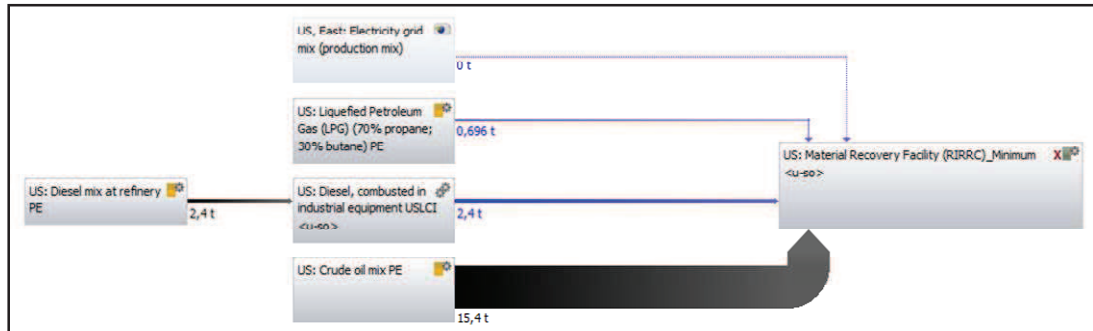 US, East: Electricity grid
mix (production mix)
0 t
US: Liquefied Petroleum
Gas (LPG) (70% propane;
30% butane) PE
0,696 t
US: Material Recovery Facility (RIRRC)_Minimum
<u-so>
X
US: Diesel mix at refinery
PE
2,4 t
US: Diesel, combusted in
industrial equipment USLCI
<u-so>
2,4 t
US: Crude oil mix PE
15,4 t